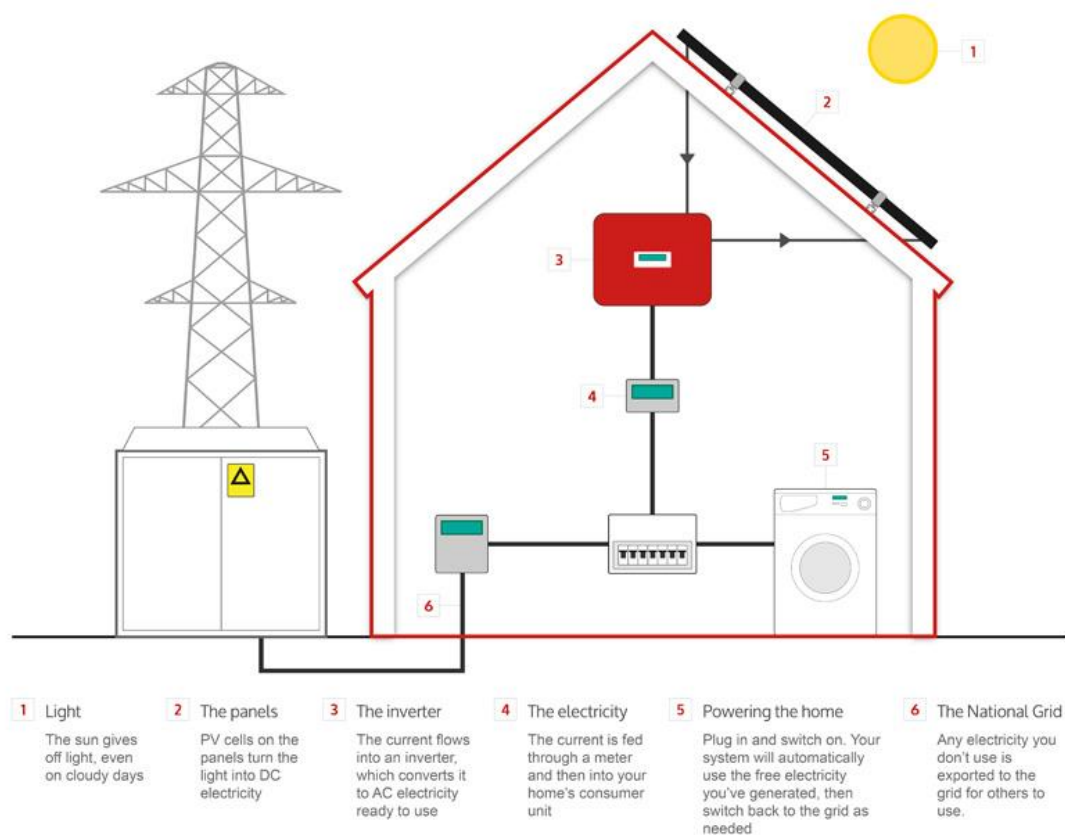 1
2
3
4
5
6
1 Light
The sun gives
off light, even
on cloudy days
2 The panels
PV cells on the
panels turn the
light into DC
electricity
3 The inverter
The current flows
into an inverter,
which converts it
to AC electricity
ready to use
4 The electricity
The current is fed
through a meter
and then into your
home's consumer
unit
5 Powering the home
Plug in and switch on. Your
system will automatically
use the free electricity
you've generated, then
switch back to the grid as
needed
6 The National Grid
Any electricity you
don't use is
exported to the
grid for others to
use.